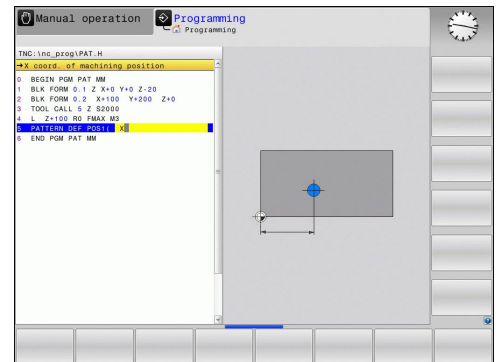 Manual operation
Programming
Programming
TNC:\nc_prog\PAT.H
→X coord. of machining position
0 BEGIN PGM PAT MM
1 BLK FORM 0.1 Z X+0 Y+0 Z-20
2 BLK FORM 0.2 X+100 Y+200 Z+0
3 TOOL CALL 5 Z S2000
4 L Z+100 R0 FMAX M3
5 PATTERN DEF POS1( X
6 END PGM PAT MM